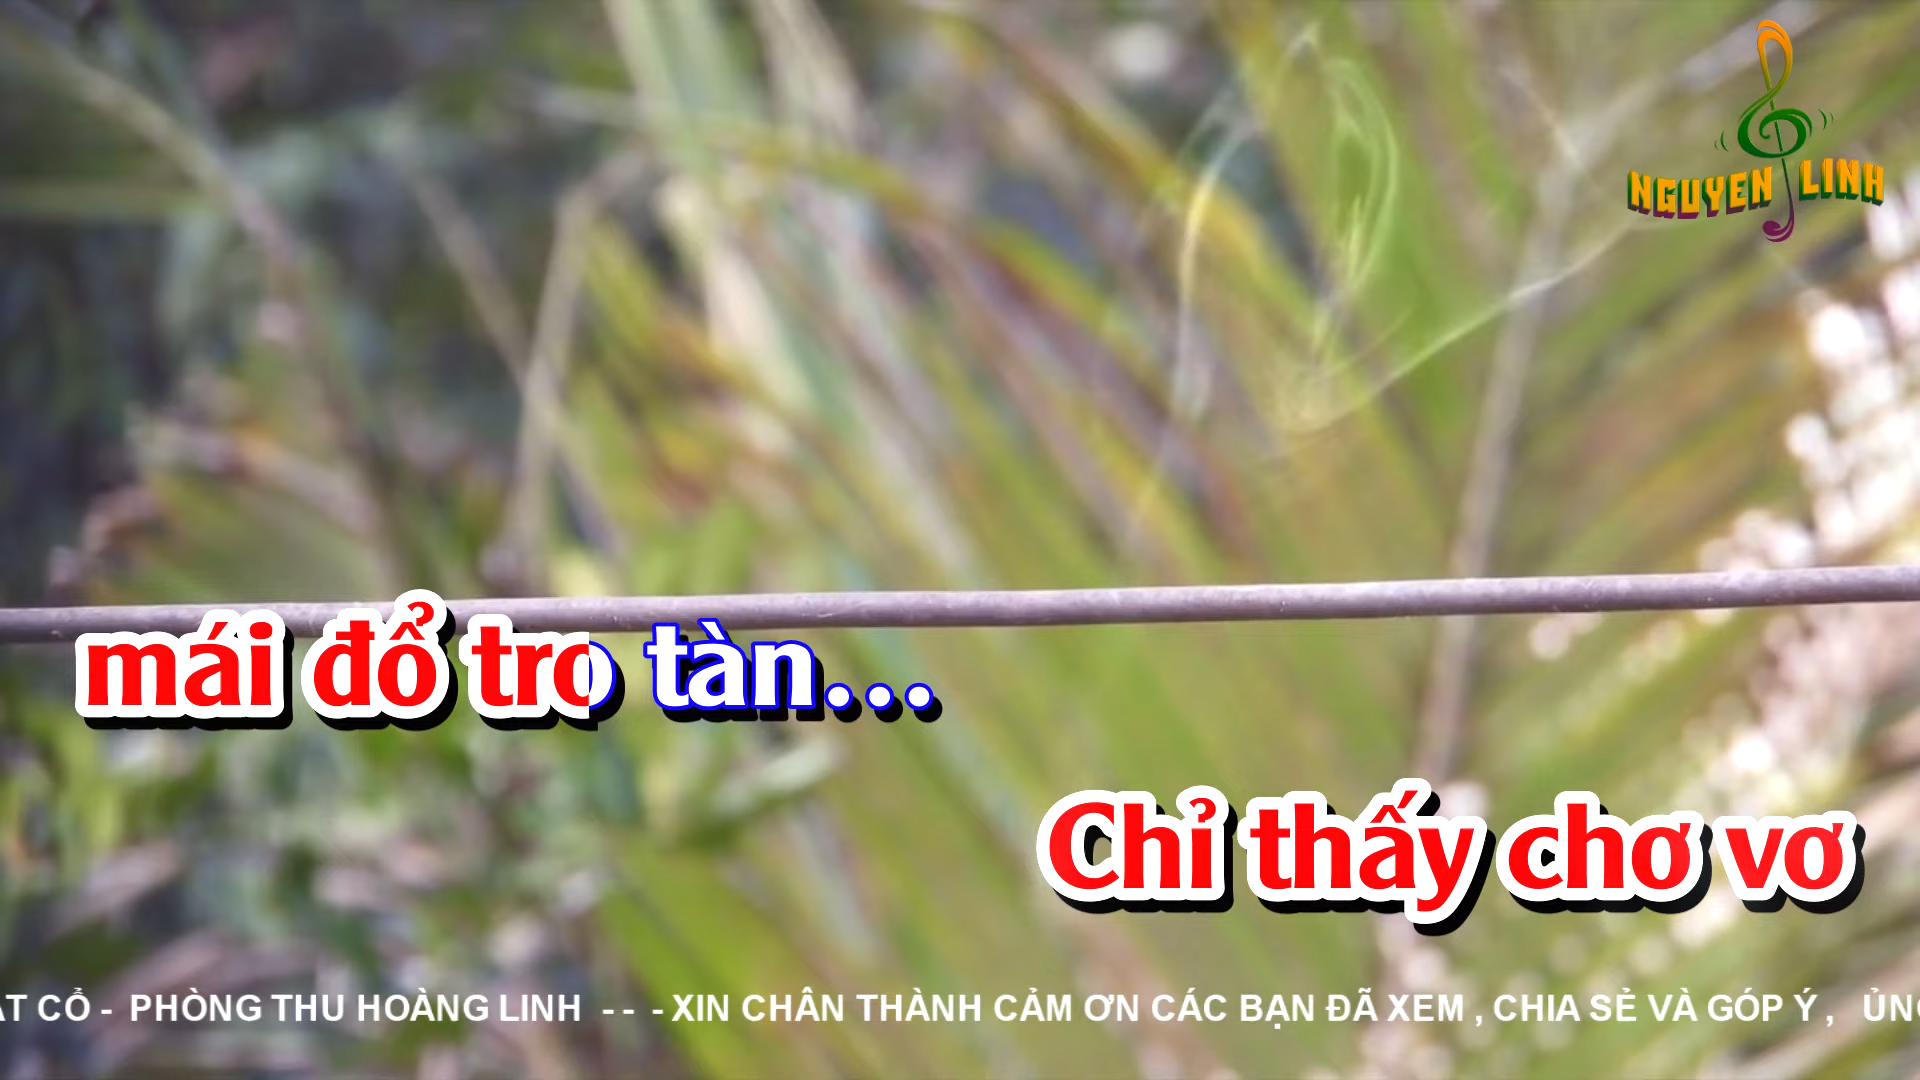 NGUYEN LINH
mái đổ tro tàn...
Chỉ thấy chơ vơ
CỔ - PHÒNG THU HOÀNG LINH - - - XIN CHÂN THÀNH CẢM ƠN CÁC BẠN ĐÃ XEM , CHIA SẺ VÀ GÓP Ý ,